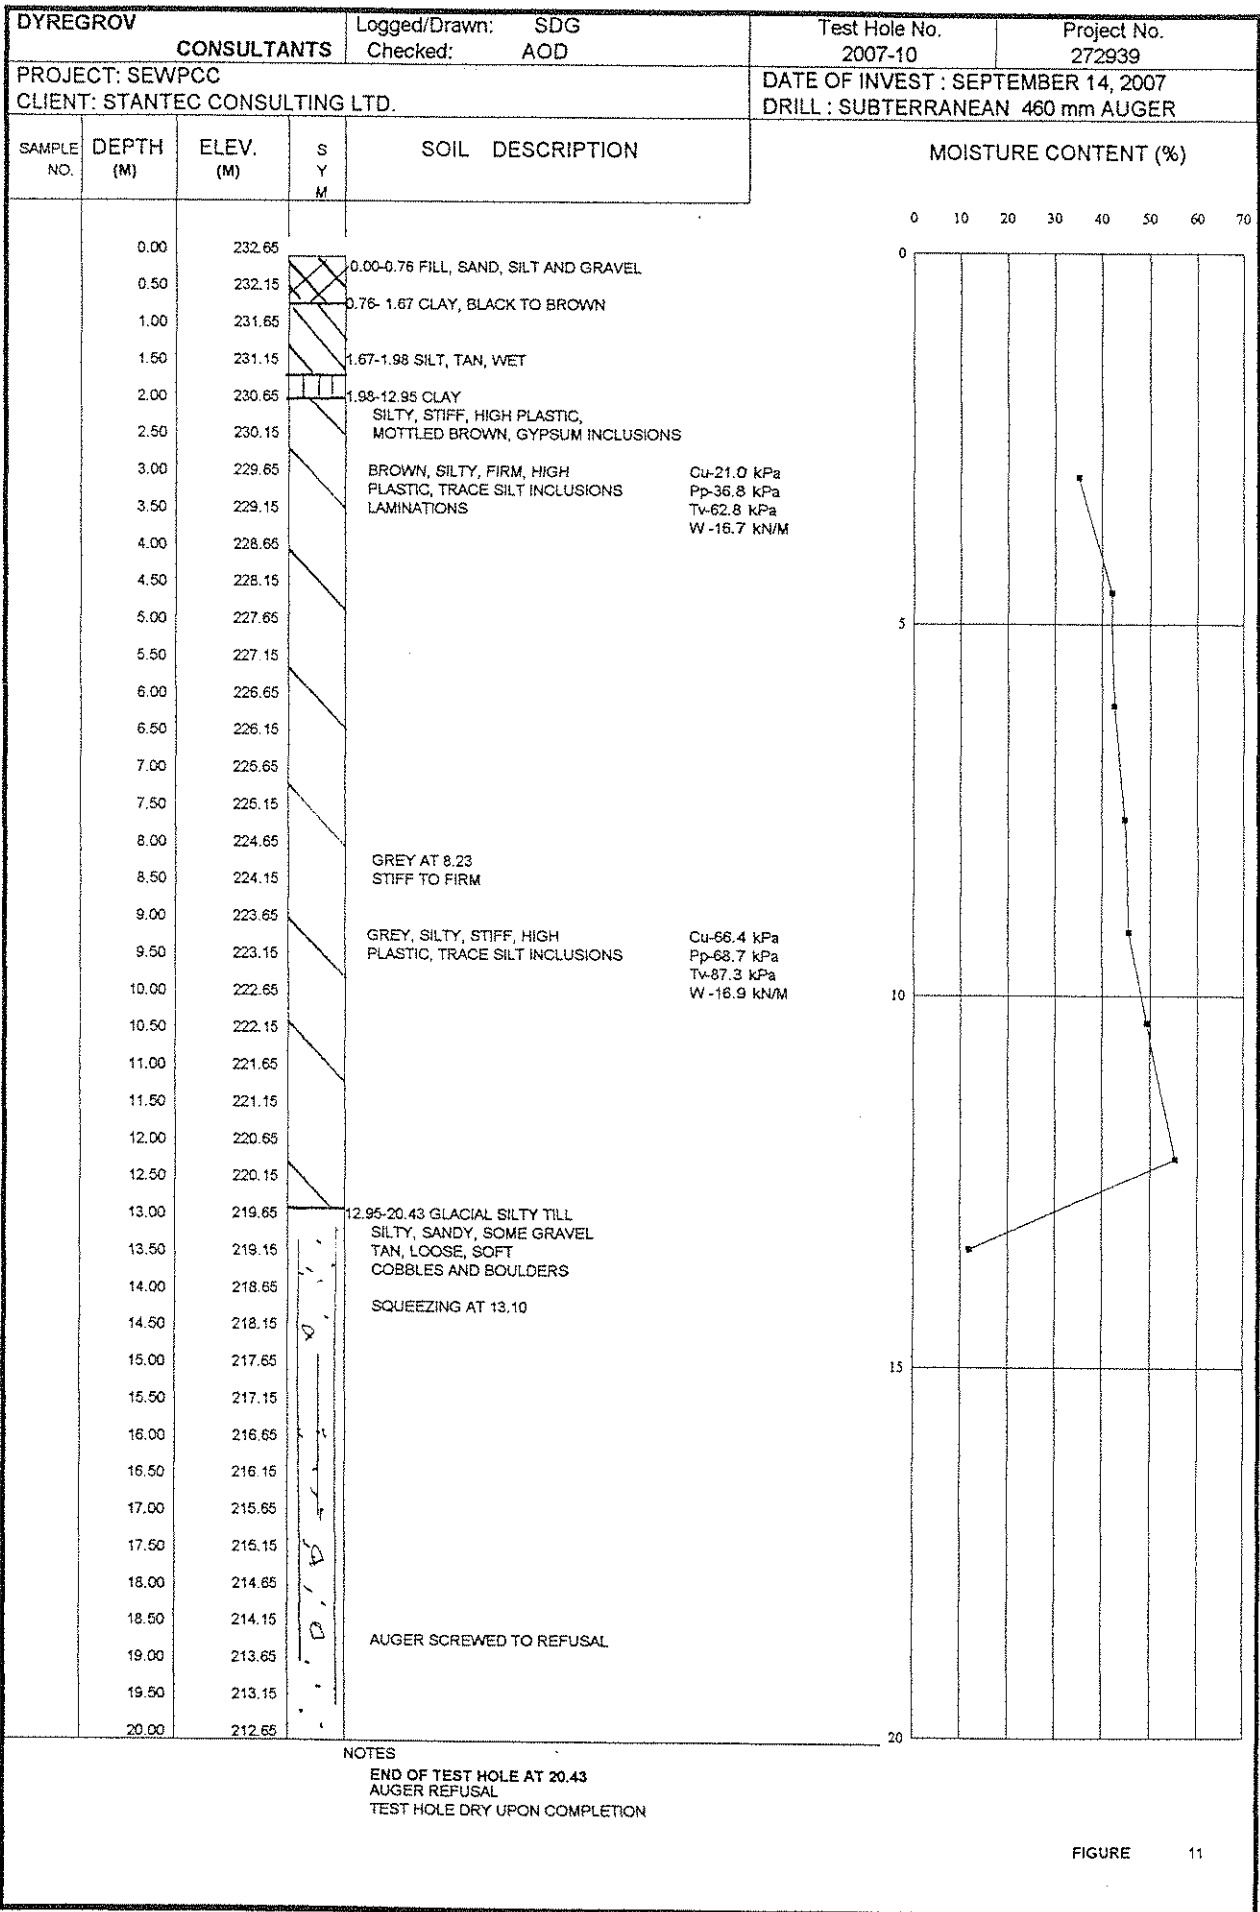 DYREGROV
CONSULTANTS
Logged/Drawn: SDG
Checked: AOD
Test Hole No.
2007-10
Project No.
272939
PROJECT: SEWPCC
CLIENT: STANTEC CONSULTING LTD.
DATE OF INVEST : SEPTEMBER 14, 2007
DRILL : SUBTERRANEAN 460 mm AUGER
SAMPLE NO.
DEPTH (M)
ELEV. (M)
S Y M
SOIL DESCRIPTION
MOISTURE CONTENT (%)
0 10 20 30 40 50 60 70
0.00 232.65
0
0.00-0.76 FILL, SAND, SILT AND GRAVEL
0.50 232.15
0.76- 1.67 CLAY, BLACK TO BROWN
1.00 231.65
1.50 231.15 1.67-1.98 SILT, TAN, WET
2.00 230.65 1.98-12.95 CLAY
SILTY, STIFF, HIGH PLASTIC,
2.50 230.15 MOTTLED BROWN, GYPSUM INCLUSIONS
3.00 229.65 BROWN, SILTY, FIRM, HIGH Cu-21.0 kPa
PLASTIC, TRACE SILT INCLUSIONS Pp-36.8 kPa
3.50 229.15 LAMINATIONS Tv-62.8 kPa
W -16.7 kN/M
4.00 228.65
4.50 228.15
5.00 227.65 5
5.50 227.15
6.00 226.65
6.50 226.15
7.00 225.65
7.50 225.15
8.00 224.65
GREY AT 8.23
8.50 224.15 STIFF TO FIRM
9.00 223.65
GREY, SILTY, STIFF, HIGH Cu-66.4 kPa
9.50 223.15 PLASTIC, TRACE SILT INCLUSIONS Pp-68.7 kPa
Tv-87.3 kPa
10.00 222.65 W -16.9 kN/M 10
10.50 222.15
11.00 221.65
11.50 221.15
12.00 220.65
12.50 220.15
13.00 219.65 12.95-20.43 GLACIAL SILTY TILL
SILTY, SANDY, SOME GRAVEL
13.50 219.15 TAN, LOOSE, SOFT
COBBLES AND BOULDERS
14.00 218.65
SQUEEZING AT 13.10
14.50 218.15
15.00 217.65 15
15.50 217.15
16.00 216.65
16.50 216.15
17.00 215.65
17.50 215.15
18.00 214.65
18.50 214.15
AUGER SCREWED TO REFUSAL
19.00 213.65
19.50 213.15
20.00 212.65 20
NOTES
END OF TEST HOLE AT 20.43
AUGER REFUSAL
TEST HOLE DRY UPON COMPLETION
FIGURE 11